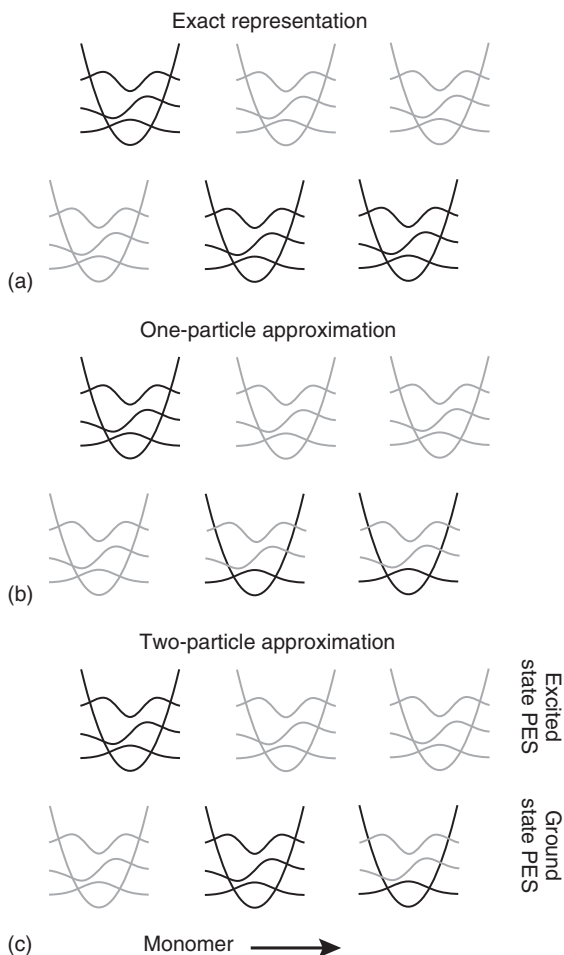 Exact representation
(a)
One-particle approximation
(b)
Two-particle approximation
Excited
state PES
Ground
state PES
(c)
Monomer